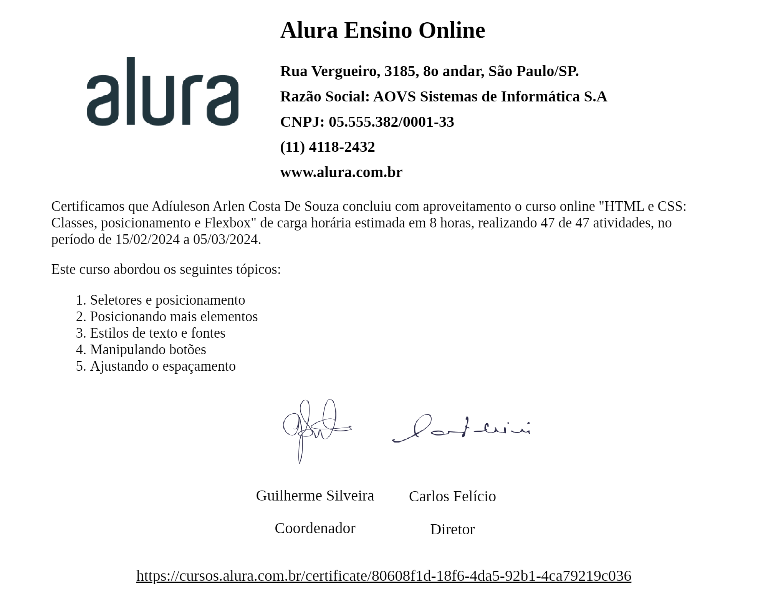 Alura Ensino Online
alura
Rua Vergueiro, 3185, 8o andar, São Paulo/SP.
Razão Social: AOVS Sistemas de Informática S.A
CNPJ: 05.555.382/0001-33
(11) 4118-2432
www.alura.com.br
Certificamos que Adíuleson Arlen Costa De Souza concluiu com aproveitamento o curso online "HTML e CSS:
Classes, posicionamento e Flexbox" de carga horária estimada em 8 horas, realizando 47 de 47 atividades, no
período de 15/02/2024 a 05/03/2024.
Este curso abordou os seguintes tópicos:
1. Seletores e posicionamento
2. Posicionando mais elementos
3. Estilos de texto e fontes
4. Manipulando botões
5. Ajustando o espaçamento
Guilherme Silveira Carlos Felício
Coordenador Diretor
https://cursos.alura.com.br/certificate/80608f1d-18f6-4da5-92b1-4ca79219c036